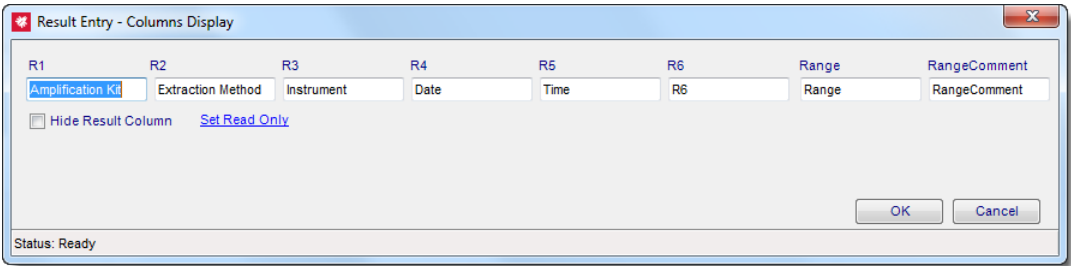 Result Entry - Columns Display
R1 R2 R3 R4 R5 R6 Range RangeComment
Amplification Kit Extraction Method Instrument Date Time R6 Range RangeComment
Hide Result Column Set Read Only
OK Cancel
Status: Ready